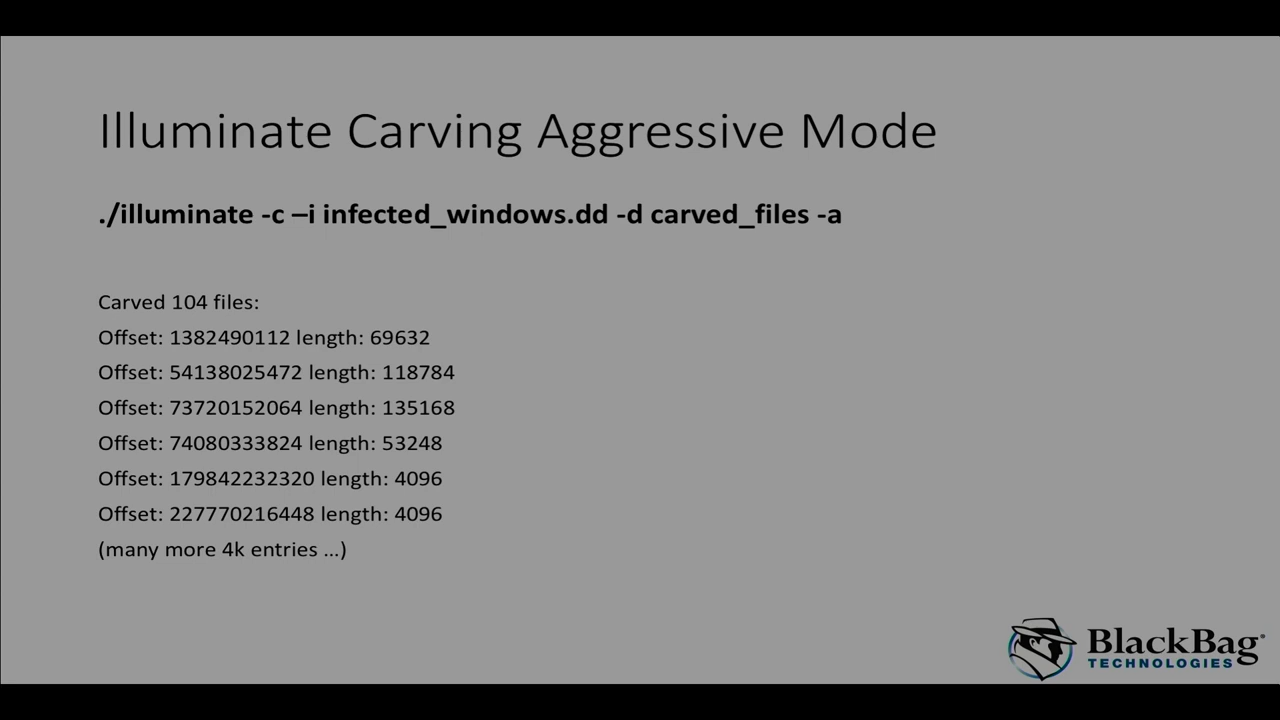 Illuminate Carving Aggressive Mode
./illuminate -c –i infected_windows.dd -d carved_files -a
Carved 104 files:
Offset: 1382490112 length: 69632
Offset: 54138025472 length: 118784
Offset: 73720152064 length: 135168
Offset: 74080333824 length: 53248
Offset: 179842232320 length: 4096
Offset: 227770216448 length: 4096
(many more 4k entries …)
BlackBag®
TECHNOLOGIES